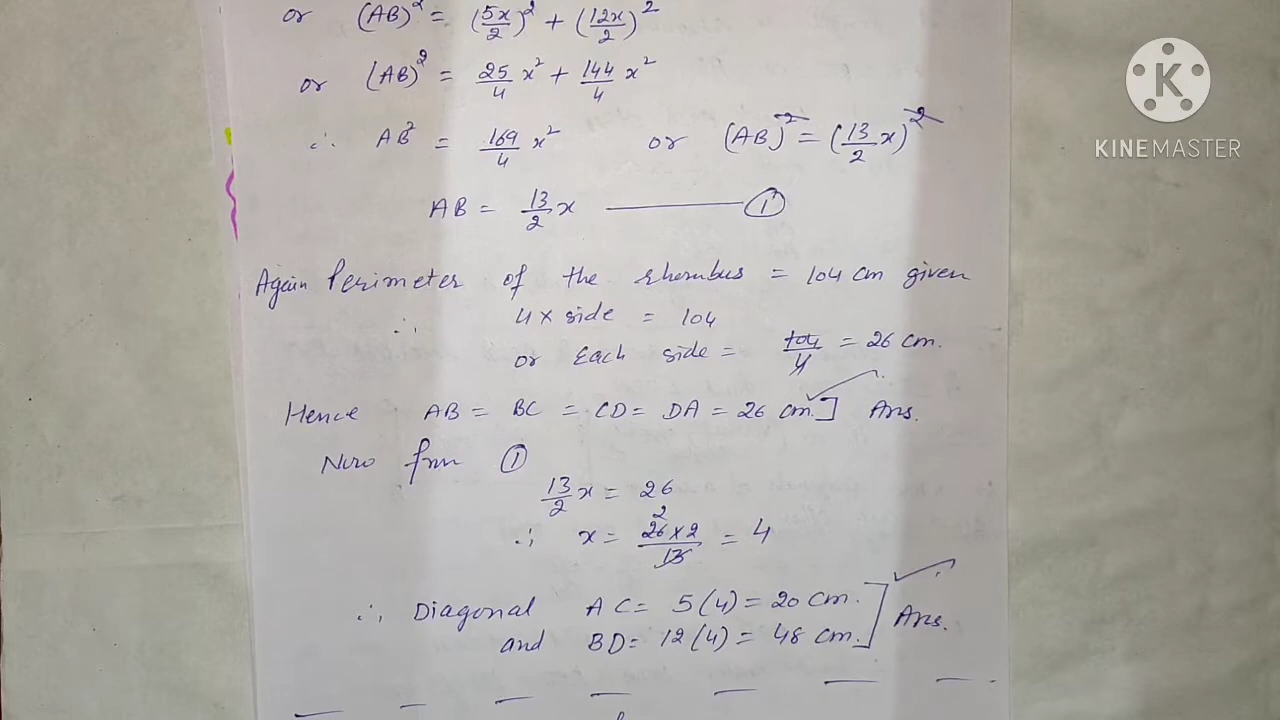 or (AB)² = (5x/2)² + (12x/2)²
or (AB)² = 25/4 x² + 144/4 x²
∴ AB² = 169/4 x² or (AB)² = (13/2 x)²
AB = 13/2 x ——— ①
Again Perimeter of the rhombus = 104 cm given
∴ 4 × side = 104
or Each side = 104/4 = 26 cm.
Hence AB = BC = CD = DA = 26 cm.] Ans.
Now from ①
13/2 x = 26
∴ x = 26 × 2/13 = 4
∴ Diagonal AC = 5(4) = 20 cm.
and BD = 12(4) = 48 cm.] Ans.
K
KINEMASTER